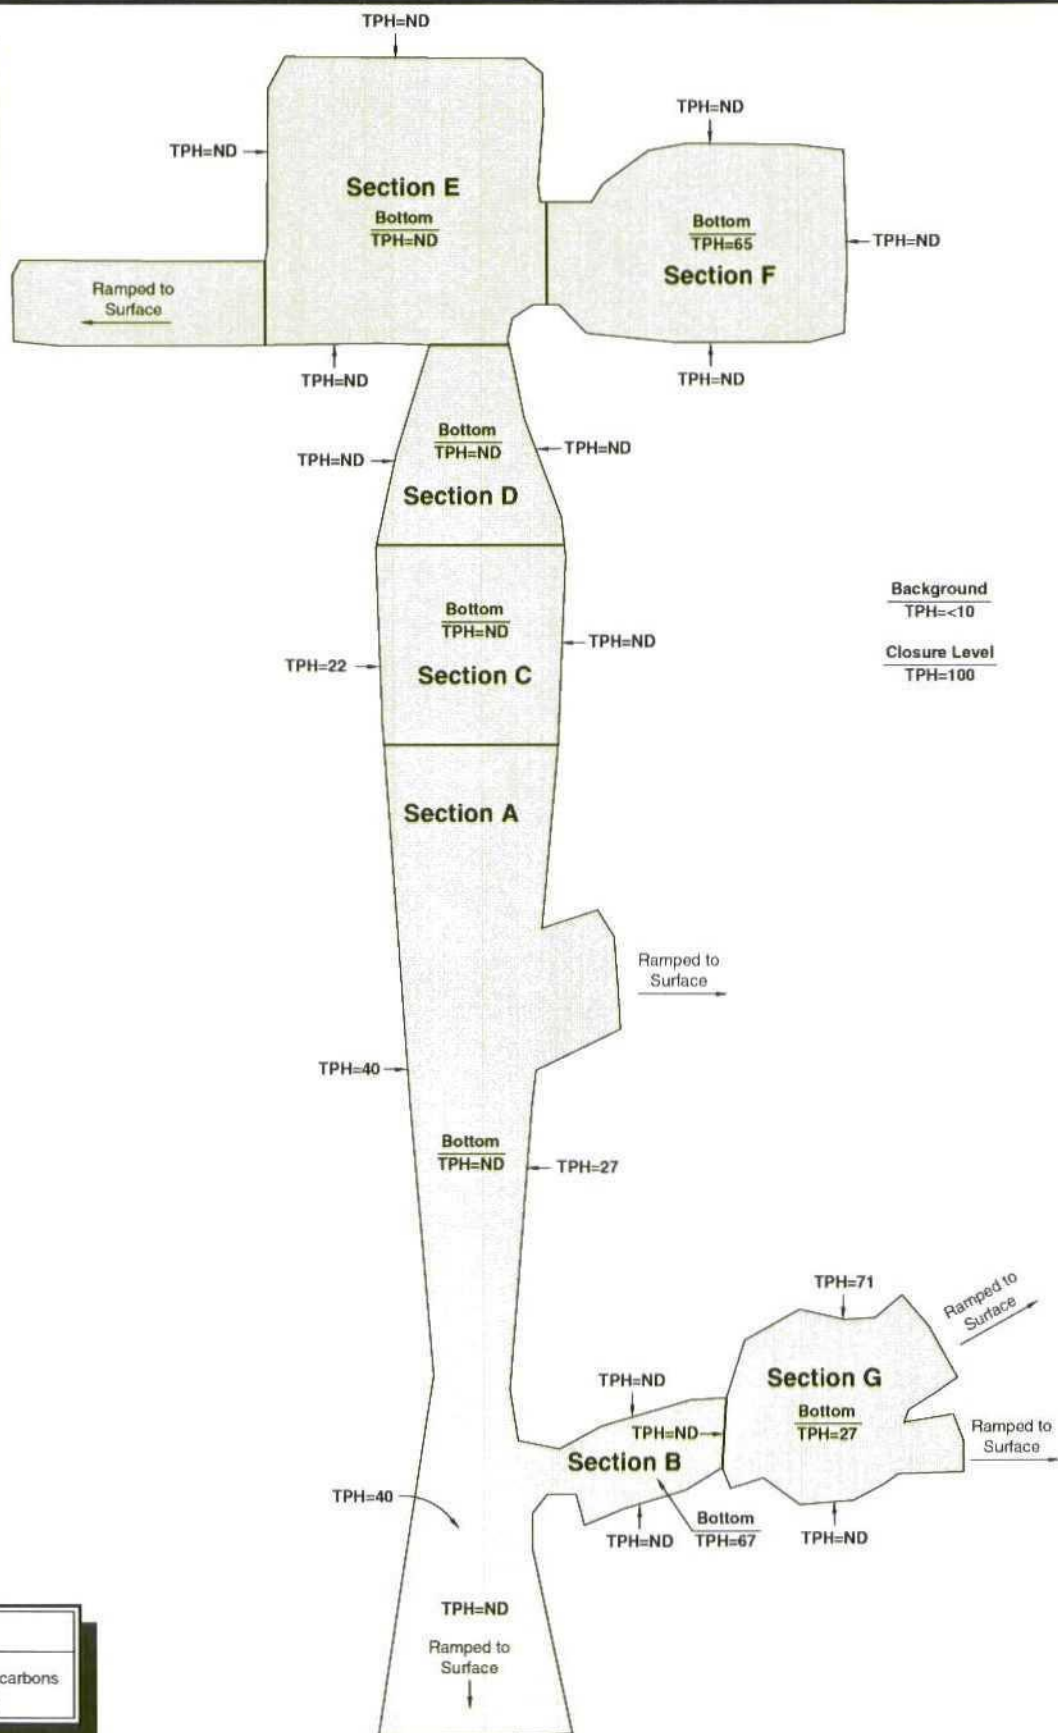 TPH=ND
TPH=ND
TPH=ND
Section E
Bottom
TPH=ND
Bottom
TPH=65
Section F
TPH=ND
Ramped to
Surface
TPH=ND
TPH=ND
Bottom
TPH=ND
TPH=ND
TPH=ND
Section D
Background
TPH=<10
Bottom
TPH=ND
TPH=ND
Closure Level
TPH=100
TPH=22
Section C
Section A
Ramped to
Surface
TPH=40
Bottom
TPH=ND
TPH=27
TPH=71
Ramped to
Surface
Section G
TPH=ND
Bottom
TPH=27
TPH=ND
Ramped to
Surface
Section B
TPH=40
Bottom
TPH=67
TPH=ND
TPH=ND
TPH=ND
Ramped to
Surface
carbons